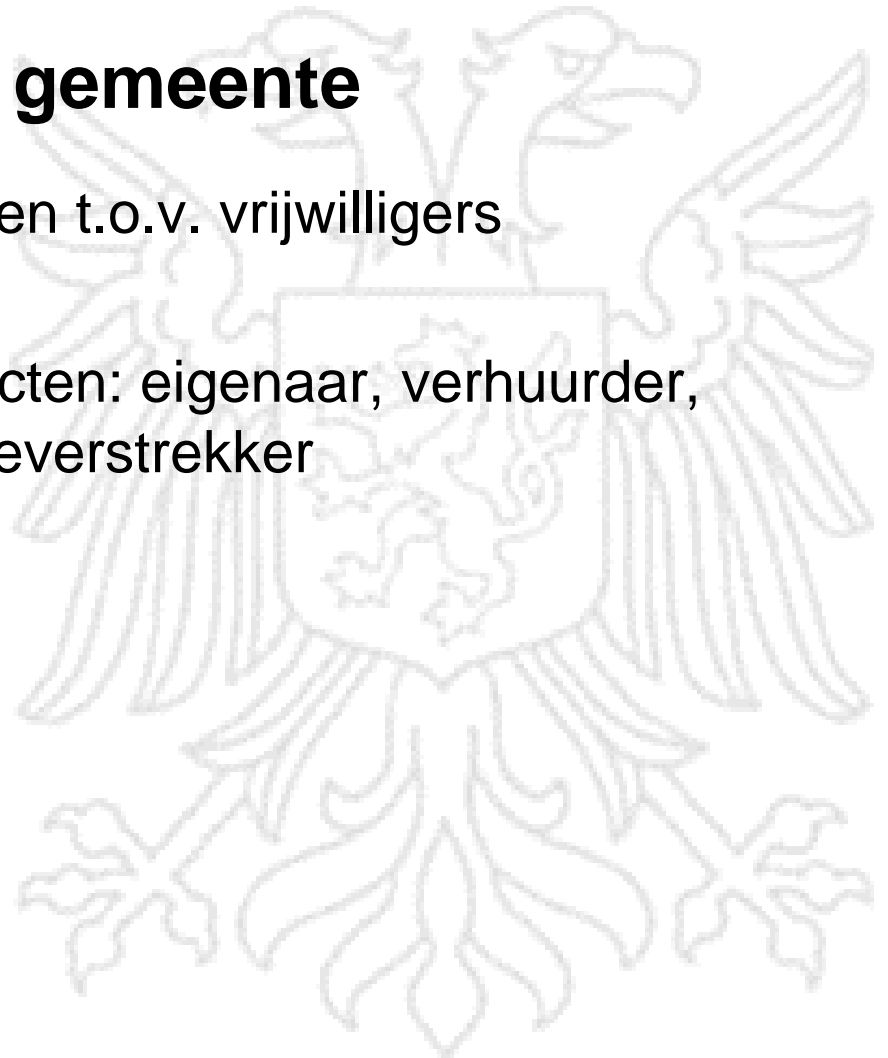 gemeente
en t.o.v. vrijwilligers
cten: eigenaar, verhuurder,
everstrekker